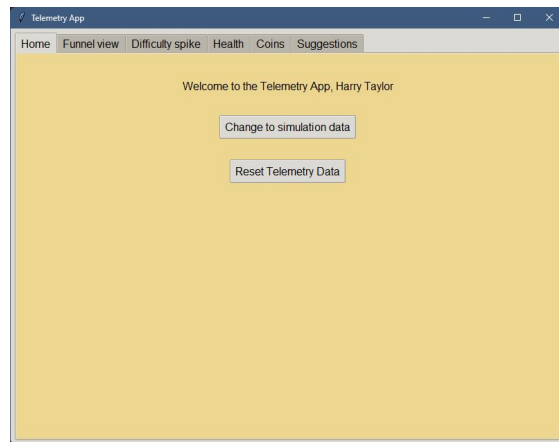 Telemetry App
Home Funnel view Difficulty spike Health Coins Suggestions
Welcome to the Telemetry App, Harry Taylor
Change to simulation data
Reset Telemetry Data